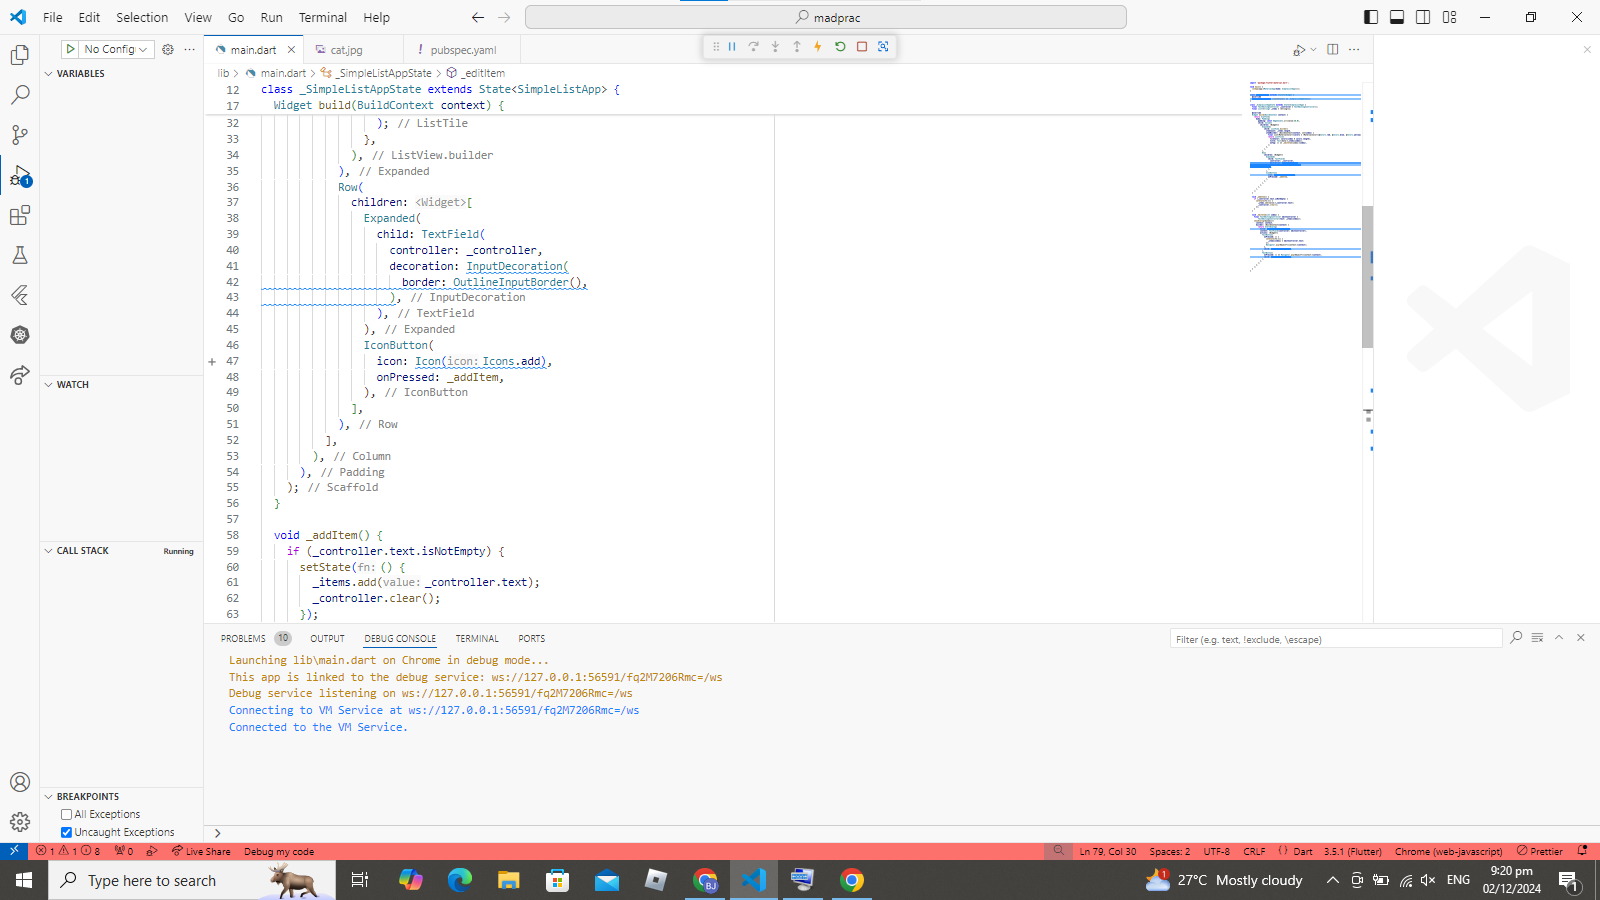 File Edit Selection View Go Run Terminal Help
madprac
No Config
main.dart cat.jpg ! pubspec.yaml
VARIABLES
lib > main.dart > _SimpleListAppState > _editItem
12 class _SimpleListAppState extends State<SimpleListApp> {
17 Widget build(BuildContext context) {
32 ); // ListTile
33 },
34 ), // ListView.builder
35 ), // Expanded
36 Row(
37 children: <Widget>[
38 Expanded(
39 child: TextField(
40 controller: _controller,
41 decoration: InputDecoration(
42 border: OutlineInputBorder(),
43 ), // InputDecoration
44 ), // TextField
45 ), // Expanded
46 IconButton(
47 icon: Icon(icon: Icons.add),
48 onPressed: _addItem,
49 ), // IconButton
50 ],
51 ), // Row
52 ],
53 ), // Column
54 ), // Padding
55 ); // Scaffold
56 }
57
58 void _addItem() {
59 if (_controller.text.isNotEmpty) {
60 setState(fn: () {
61 _items.add(value: _controller.text);
62 _controller.clear();
63 });
1
WATCH
CALL STACK Running
BREAKPOINTS
All Exceptions
Uncaught Exceptions
PROBLEMS 10 OUTPUT DEBUG CONSOLE TERMINAL PORTS
Filter (e.g. text, !exclude, \escape)
Launching lib\main.dart on Chrome in debug mode...
This app is linked to the debug service: ws://127.0.0.1:56591/fq2M7206Rmc=/ws
Debug service listening on ws://127.0.0.1:56591/fq2M7206Rmc=/ws
Connecting to VM Service at ws://127.0.0.1:56591/fq2M7206Rmc=/ws
Connected to the VM Service.
1 1 8 0 Live Share Debug my code
Ln 79, Col 30 Spaces: 2 UTF-8 CRLF {} Dart 3.5.1 (Flutter) Chrome (web-javascript) Prettier
Type here to search
BJ
1 27°C Mostly cloudy
ENG
9:20 pm
02/12/2024
1